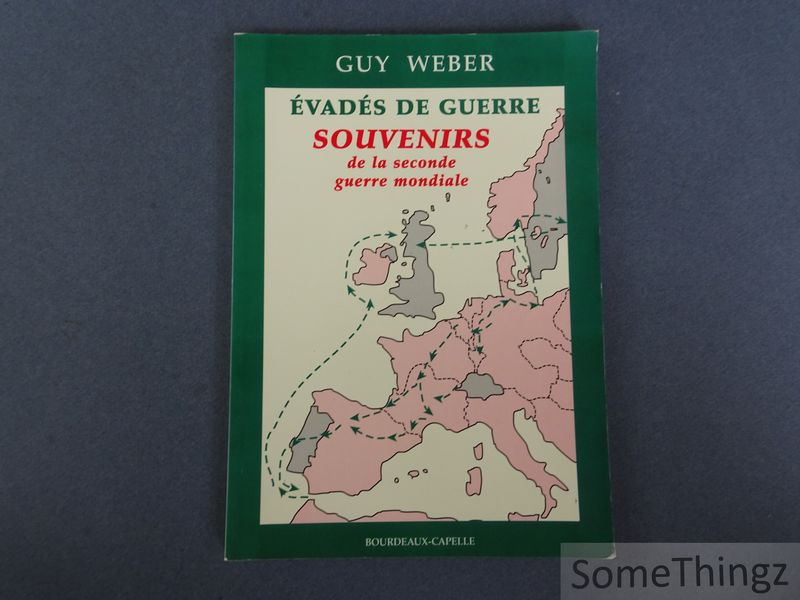 GUY WEBER
ÉVADÉS DE GUERRE
SOUVENIRS
de la seconde
guerre mondiale
BOURDEAUX-CAPELLE
SomeThingz